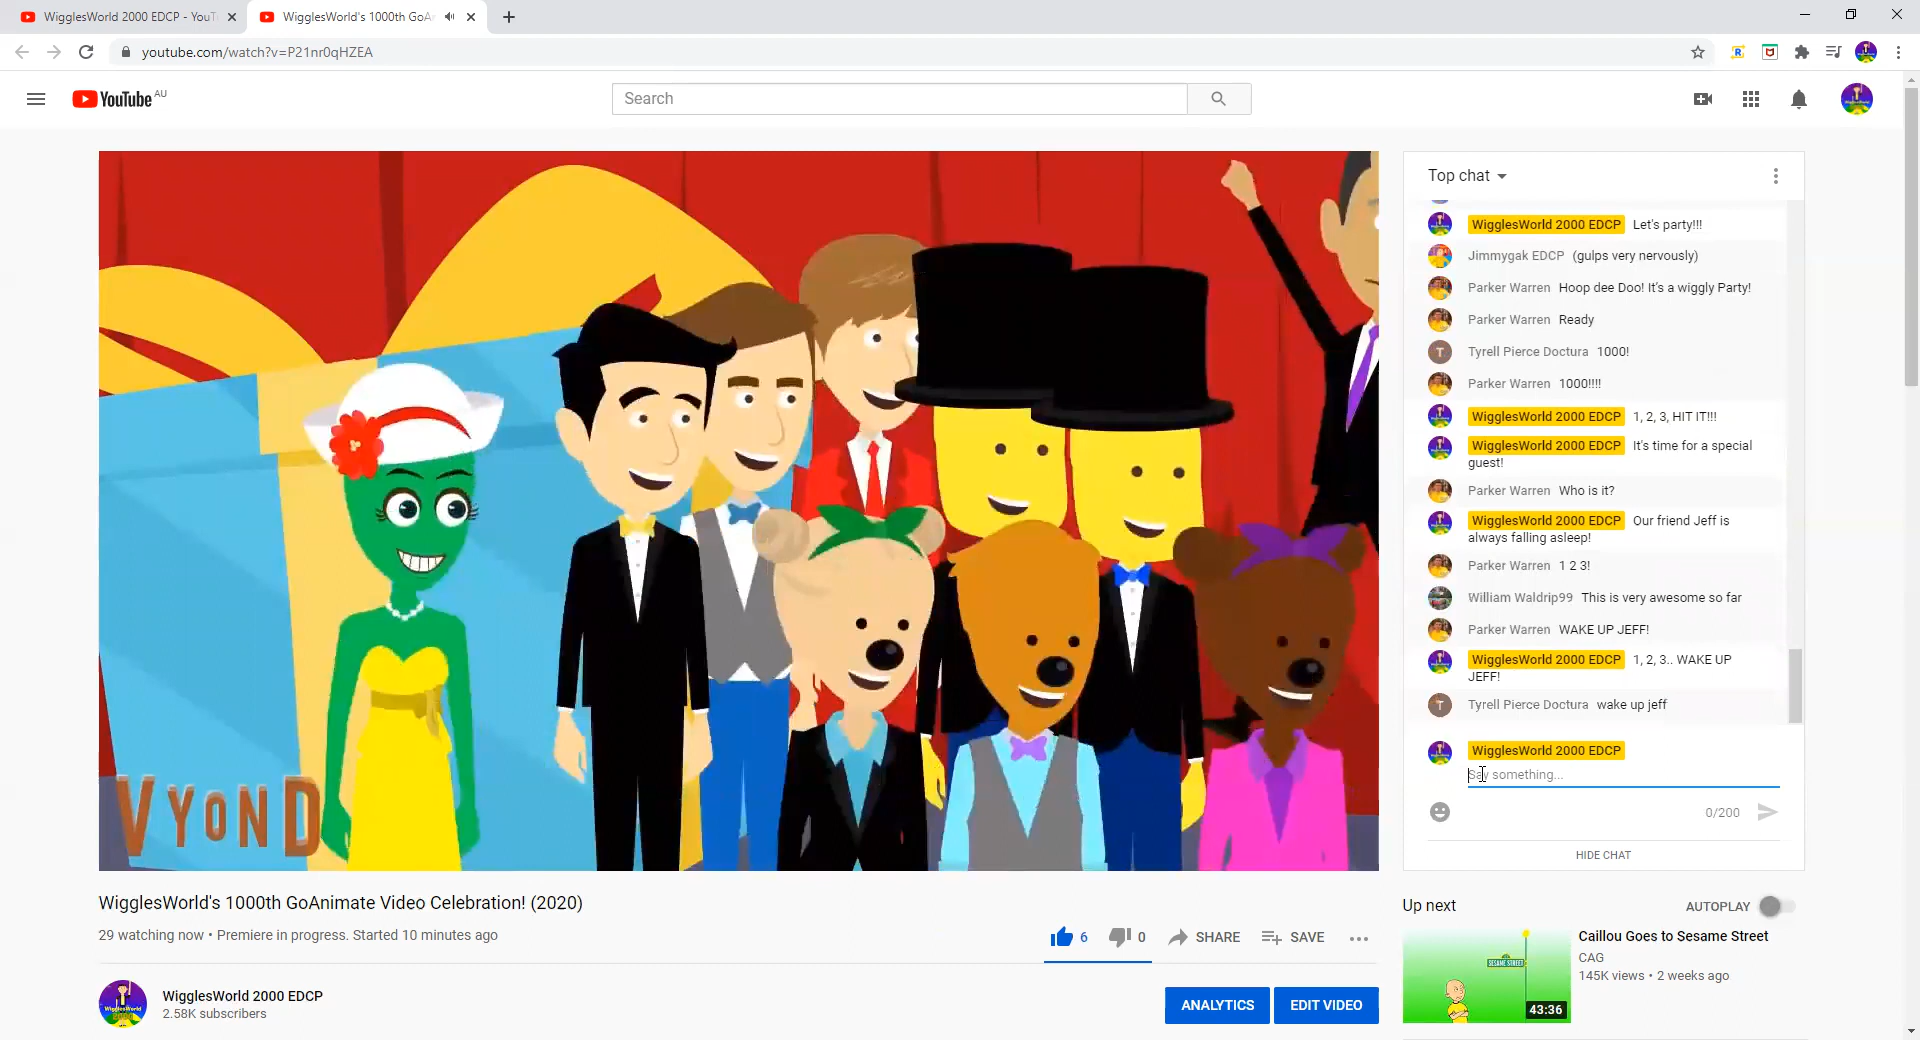 WigglesWorld 2000 EDCP - YouT
WigglesWorld's 1000th GoAn
youtube.com/watch?v=P21nr0qHZEA
YouTube AU
Search
VYOND
Top chat
WigglesWorld 2000 EDCP Let's party!!!
Jimmygak EDCP (gulps very nervously)
Parker Warren Hoop dee Doo! It's a wiggly Party!
Parker Warren Ready
T Tyrell Pierce Doctura 1000!
Parker Warren 1000!!!!
WigglesWorld 2000 EDCP 1, 2, 3, HIT IT!!!
WigglesWorld 2000 EDCP It's time for a special
guest!
Parker Warren Who is it?
WigglesWorld 2000 EDCP Our friend Jeff is
always falling asleep!
Parker Warren 1 2 3!
William Waldrip99 This is very awesome so far
Parker Warren WAKE UP JEFF!
WigglesWorld 2000 EDCP 1, 2, 3.. WAKE UP
JEFF!
T Tyrell Pierce Doctura wake up jeff
WigglesWorld 2000 EDCP
Say something...
0/200
HIDE CHAT
WigglesWorld's 1000th GoAnimate Video Celebration! (2020)
29 watching now • Premiere in progress. Started 10 minutes ago
6
0
SHARE
SAVE
WigglesWorld 2000 EDCP
2.58K subscribers
ANALYTICS
EDIT VIDEO
Up next
AUTOPLAY
SESAME STREET
43:36
Caillou Goes to Sesame Street
CAG
145K views • 2 weeks ago